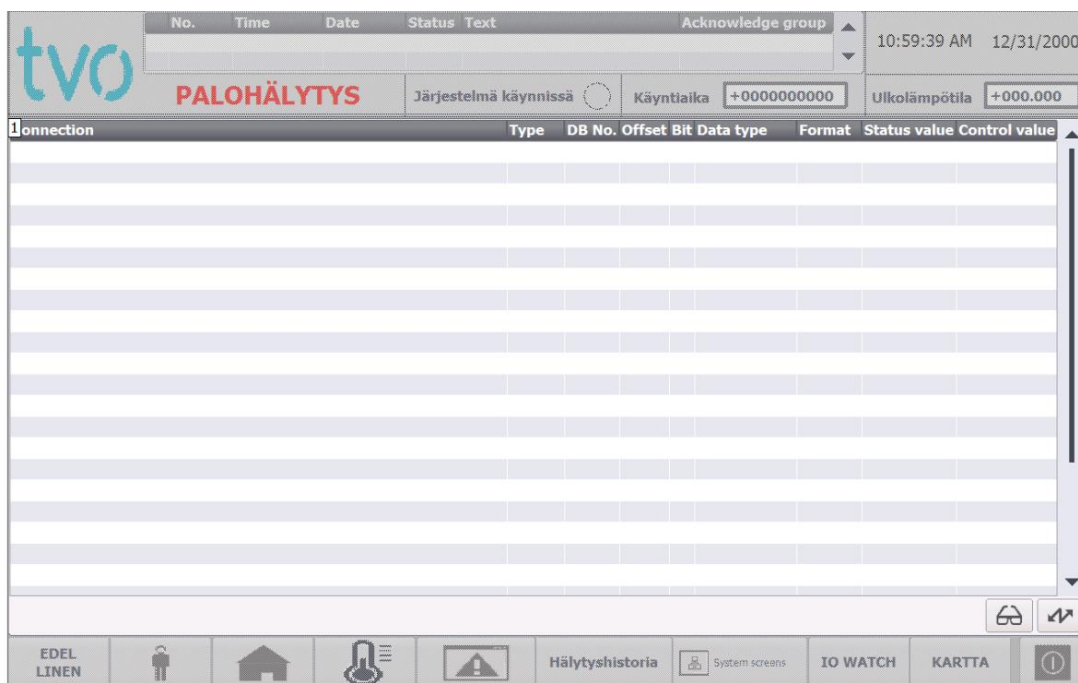 tvo
No. Time Date Status Text Acknowledge group
10:59:39 AM 12/31/2000
PALOHÄLYTYS
Järjestelmä käynnissä
Käyntiaika +0000000000
Ulkolämpötila +000.000
1onnection Type DB No. Offset Bit Data type Format Status value Control value
EDEL
LINEN
Hälytyshistoria
System screens
IO WATCH
KARTTA